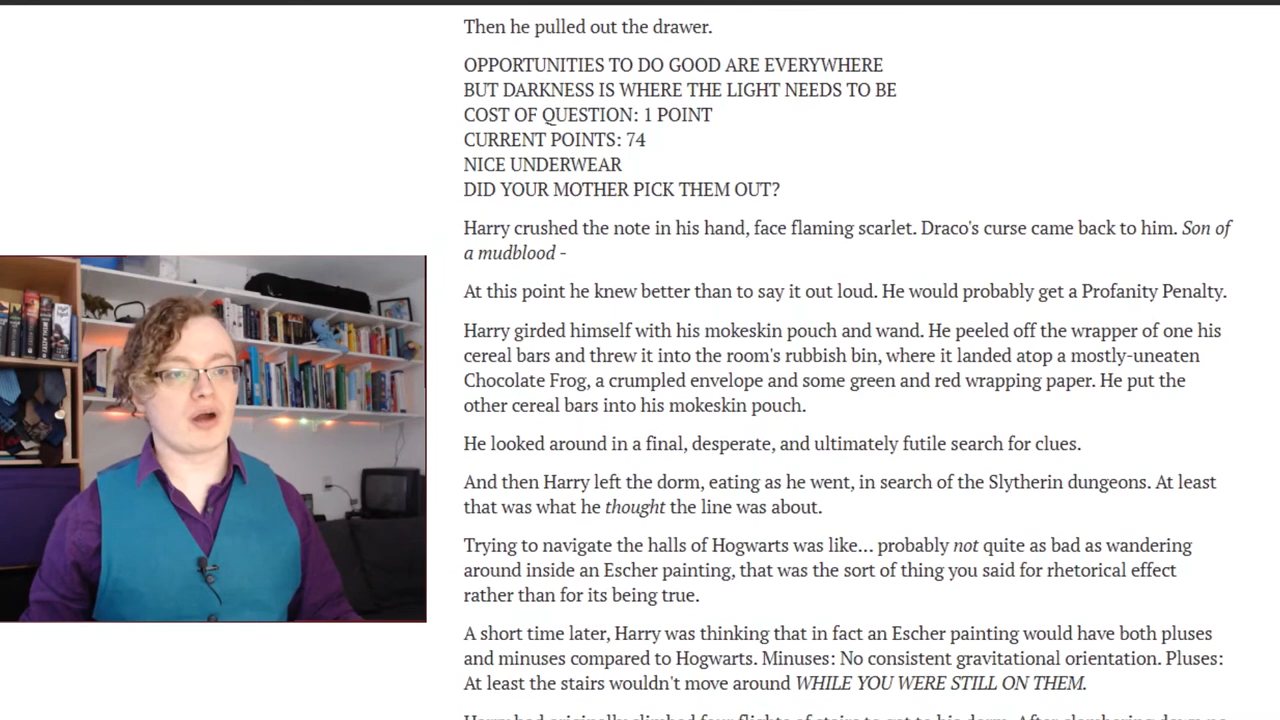 Then he pulled out the drawer.
OPPORTUNITIES TO DO GOOD ARE EVERYWHERE
BUT DARKNESS IS WHERE THE LIGHT NEEDS TO BE
COST OF QUESTION: 1 POINT
CURRENT POINTS: 74
NICE UNDERWEAR
DID YOUR MOTHER PICK THEM OUT?
Harry crushed the note in his hand, face flaming scarlet. Draco's curse came back to him. Son of
a mudblood -
At this point he knew better than to say it out loud. He would probably get a Profanity Penalty.
Harry girded himself with his mokeskin pouch and wand. He peeled off the wrapper of one his
cereal bars and threw it into the room's rubbish bin, where it landed atop a mostly-uneaten
Chocolate Frog, a crumpled envelope and some green and red wrapping paper. He put the
other cereal bars into his mokeskin pouch.
He looked around in a final, desperate, and ultimately futile search for clues.
And then Harry left the dorm, eating as he went, in search of the Slytherin dungeons. At least
that was what he thought the line was about.
Trying to navigate the halls of Hogwarts was like... probably not quite as bad as wandering
around inside an Escher painting, that was the sort of thing you said for rhetorical effect
rather than for its being true.
A short time later, Harry was thinking that in fact an Escher painting would have both pluses
and minuses compared to Hogwarts. Minuses: No consistent gravitational orientation. Pluses:
At least the stairs wouldn't move around WHILE YOU WERE STILL ON THEM.